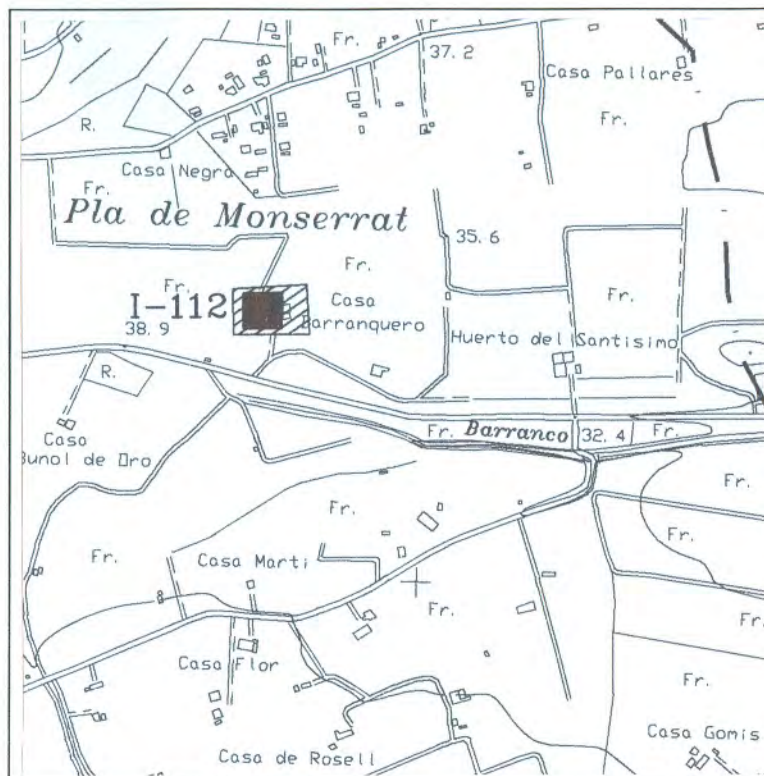 Fr.
37. 2
Casa Pallares
Fr.
R.
Casa Negra
Fr.
Pla de Monserrat
35. 6
Fr.
Fr.
Fr.
I-112
Casa
Barranquero
38. 9
Huerto del Santisimo
R.
Casa
Bunol de Oro
Fr.
Barranco
32. 4
Fr.
Fr.
Fr.
Fr.
Fr.
Casa Marti
Fr.
Fr.
Casa Flor
Fr.
Casa Gomis
Casa de Rosell